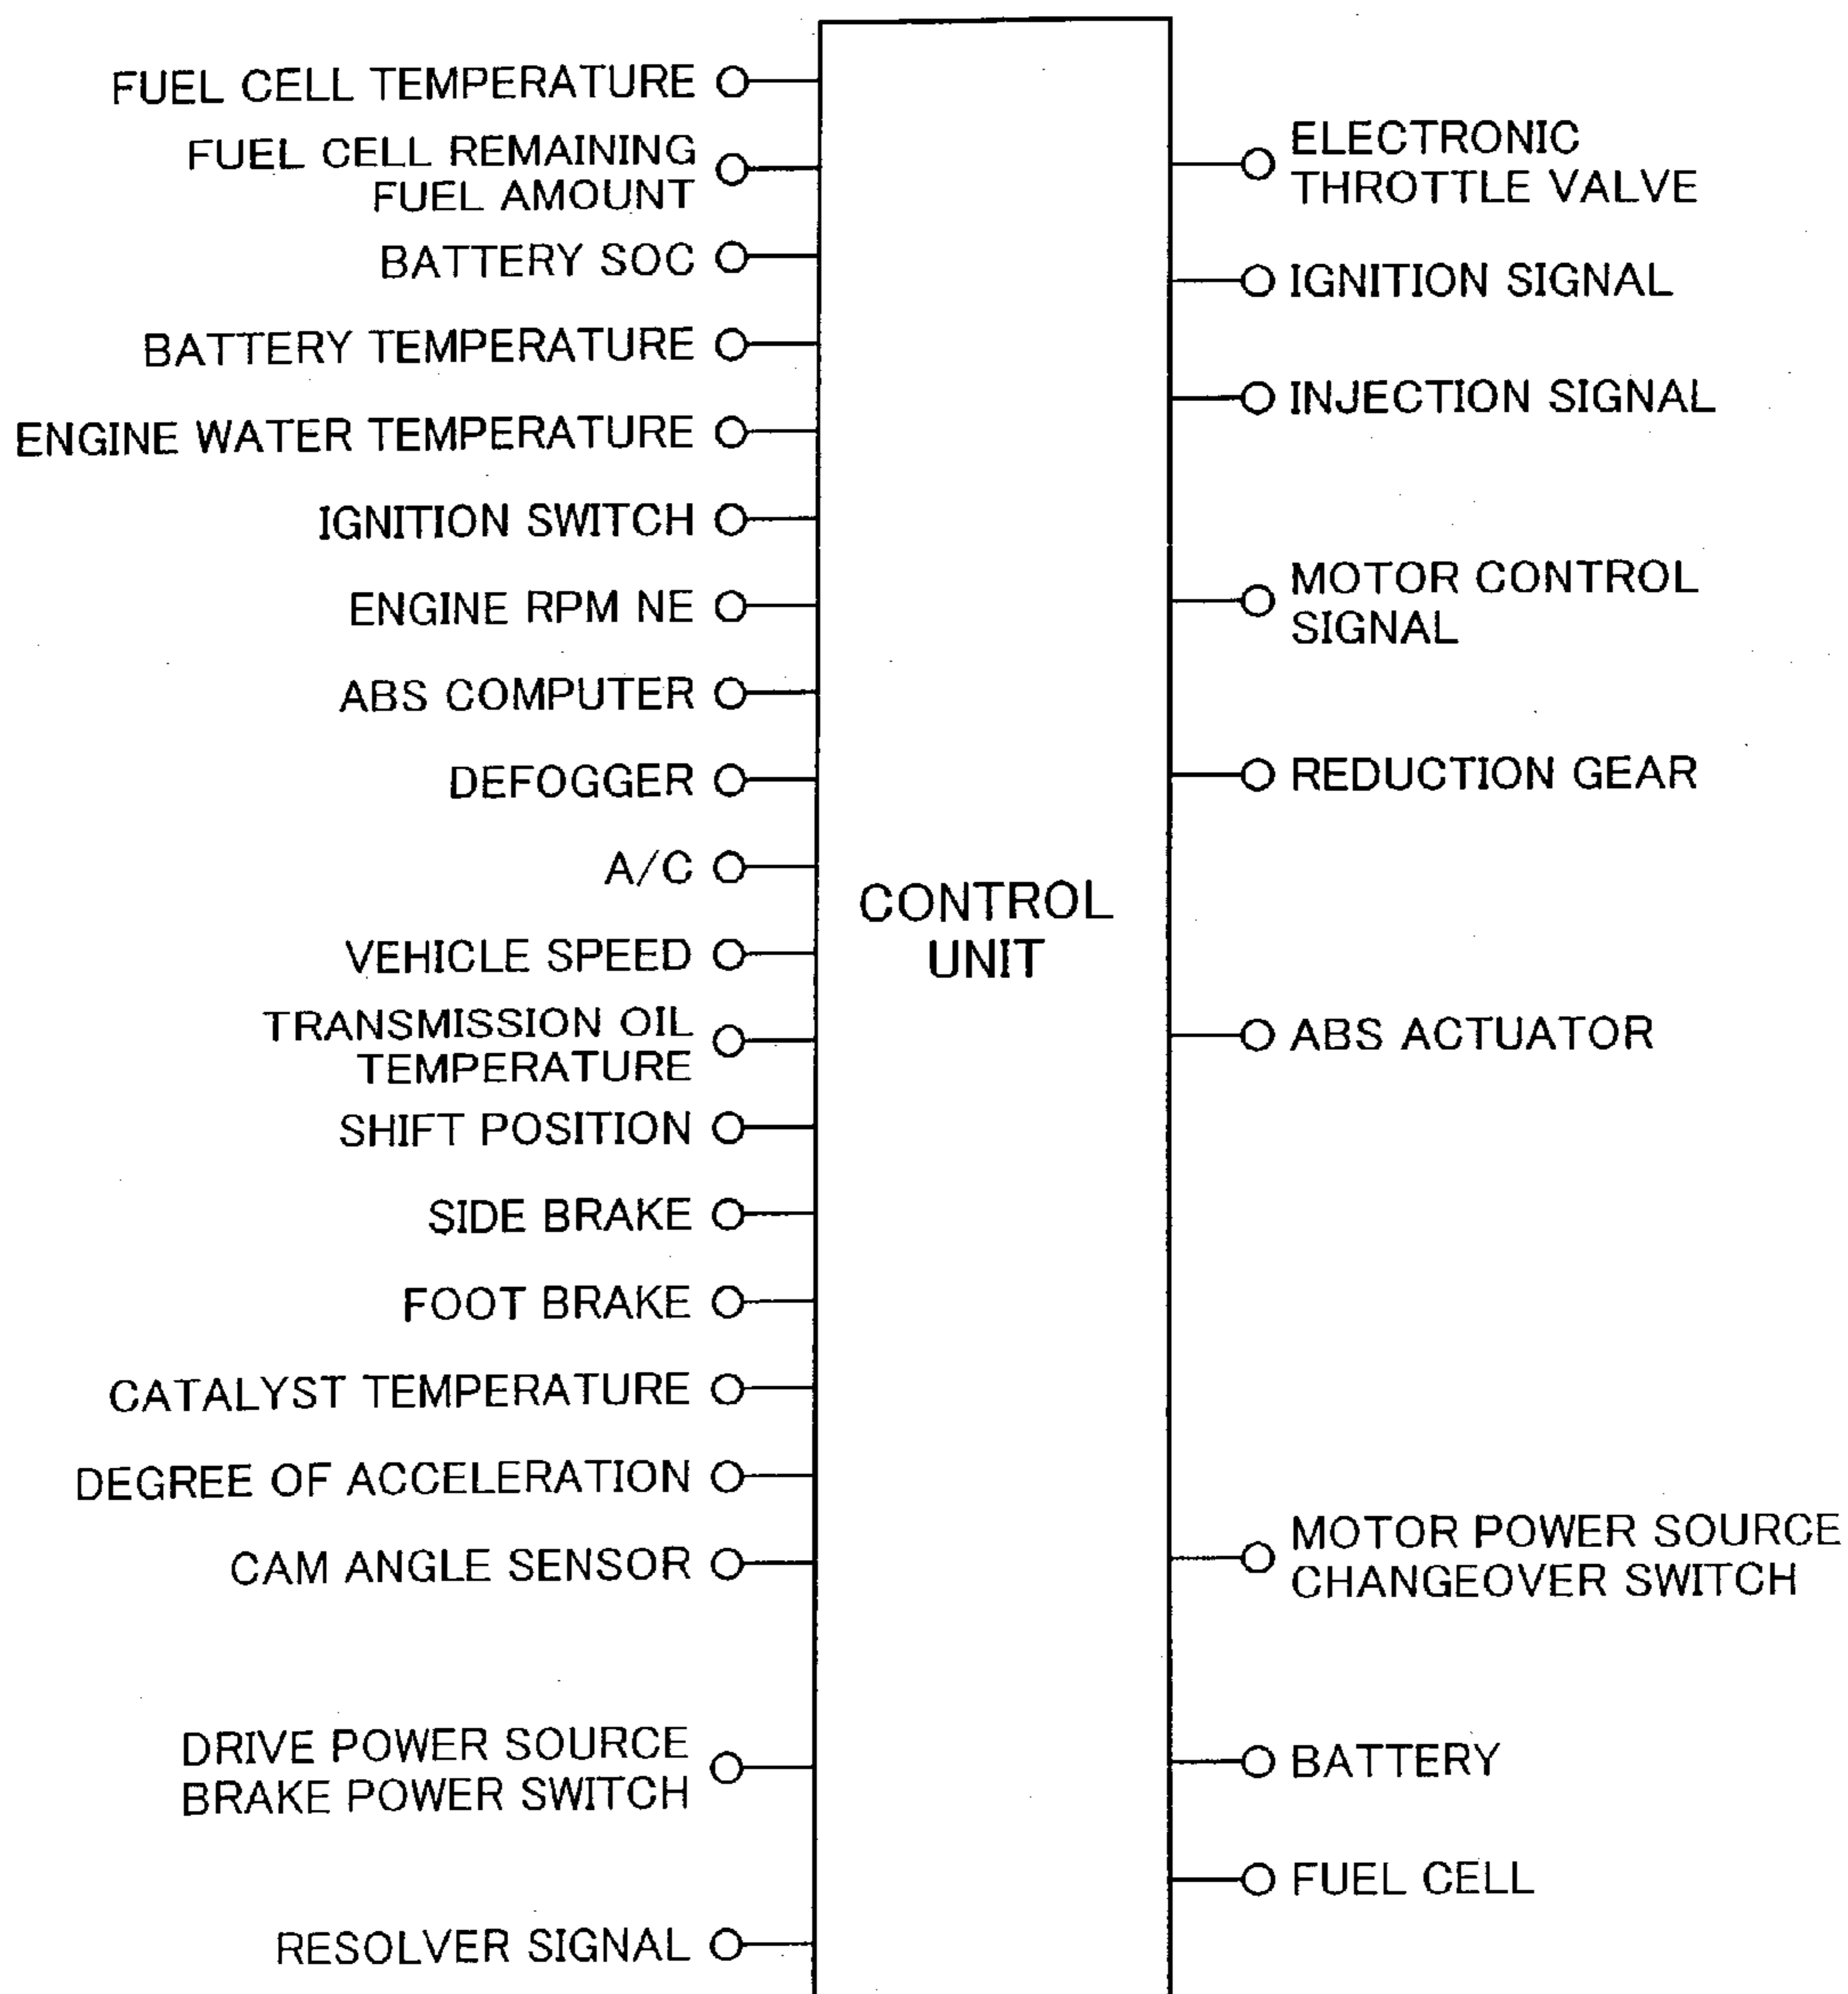 FUEL CELL TEMPERATURE
FUEL CELL REMAINING
FUEL AMOUNT
BATTERY SOC
BATTERY TEMPERATURE
ENGINE WATER TEMPERATURE
IGNITION SWITCH
ENGINE RPM NE
ABS COMPUTER
DEFOGGER
A/C
VEHICLE SPEED
TRANSMISSION OIL
TEMPERATURE
SHIFT POSITION
SIDE BRAKE
FOOT BRAKE
CATALYST TEMPERATURE
DEGREE OF ACCELERATION
CAM ANGLE SENSOR
DRIVE POWER SOURCE
BRAKE POWER SWITCH
RESOLVER SIGNAL
CONTROL
UNIT
ELECTRONIC
THROTTLE VALVE
IGNITION SIGNAL
INJECTION SIGNAL
MOTOR CONTROL
SIGNAL
REDUCTION GEAR
ABS ACTUATOR
MOTOR POWER SOURCE
CHANGEOVER SWITCH
BATTERY
FUEL CELL